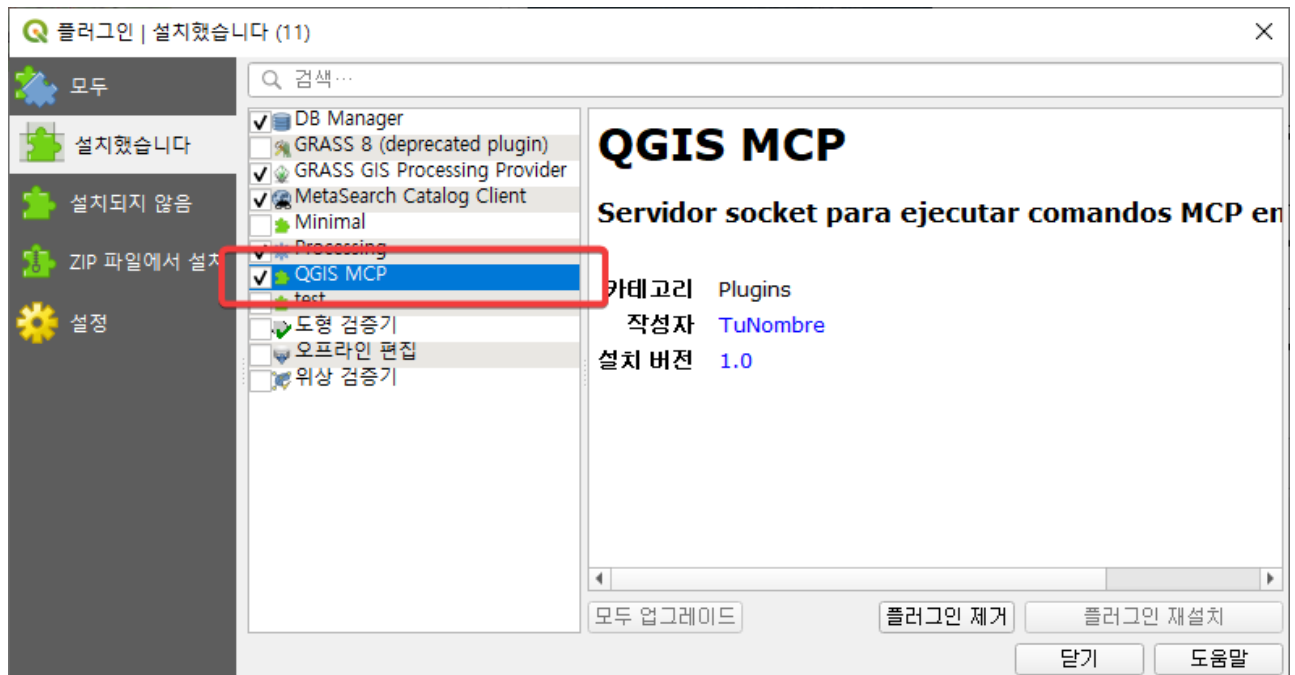 플러그인 | 설치했습니다 (11)
모두
설치했습니다
설치되지 않음
ZIP 파일에서 설치
설정
검색…
DB Manager
GRASS 8 (deprecated plugin)
GRASS GIS Processing Provider
MetaSearch Catalog Client
Minimal
Processing
QGIS MCP
test
도형 검증기
오프라인 편집
위상 검증기
QGIS MCP
Servidor socket para ejecutar comandos MCP en
카테고리 Plugins
작성자 TuNombre
설치 버전 1.0
모두 업그레이드
플러그인 제거
플러그인 재설치
닫기
도움말